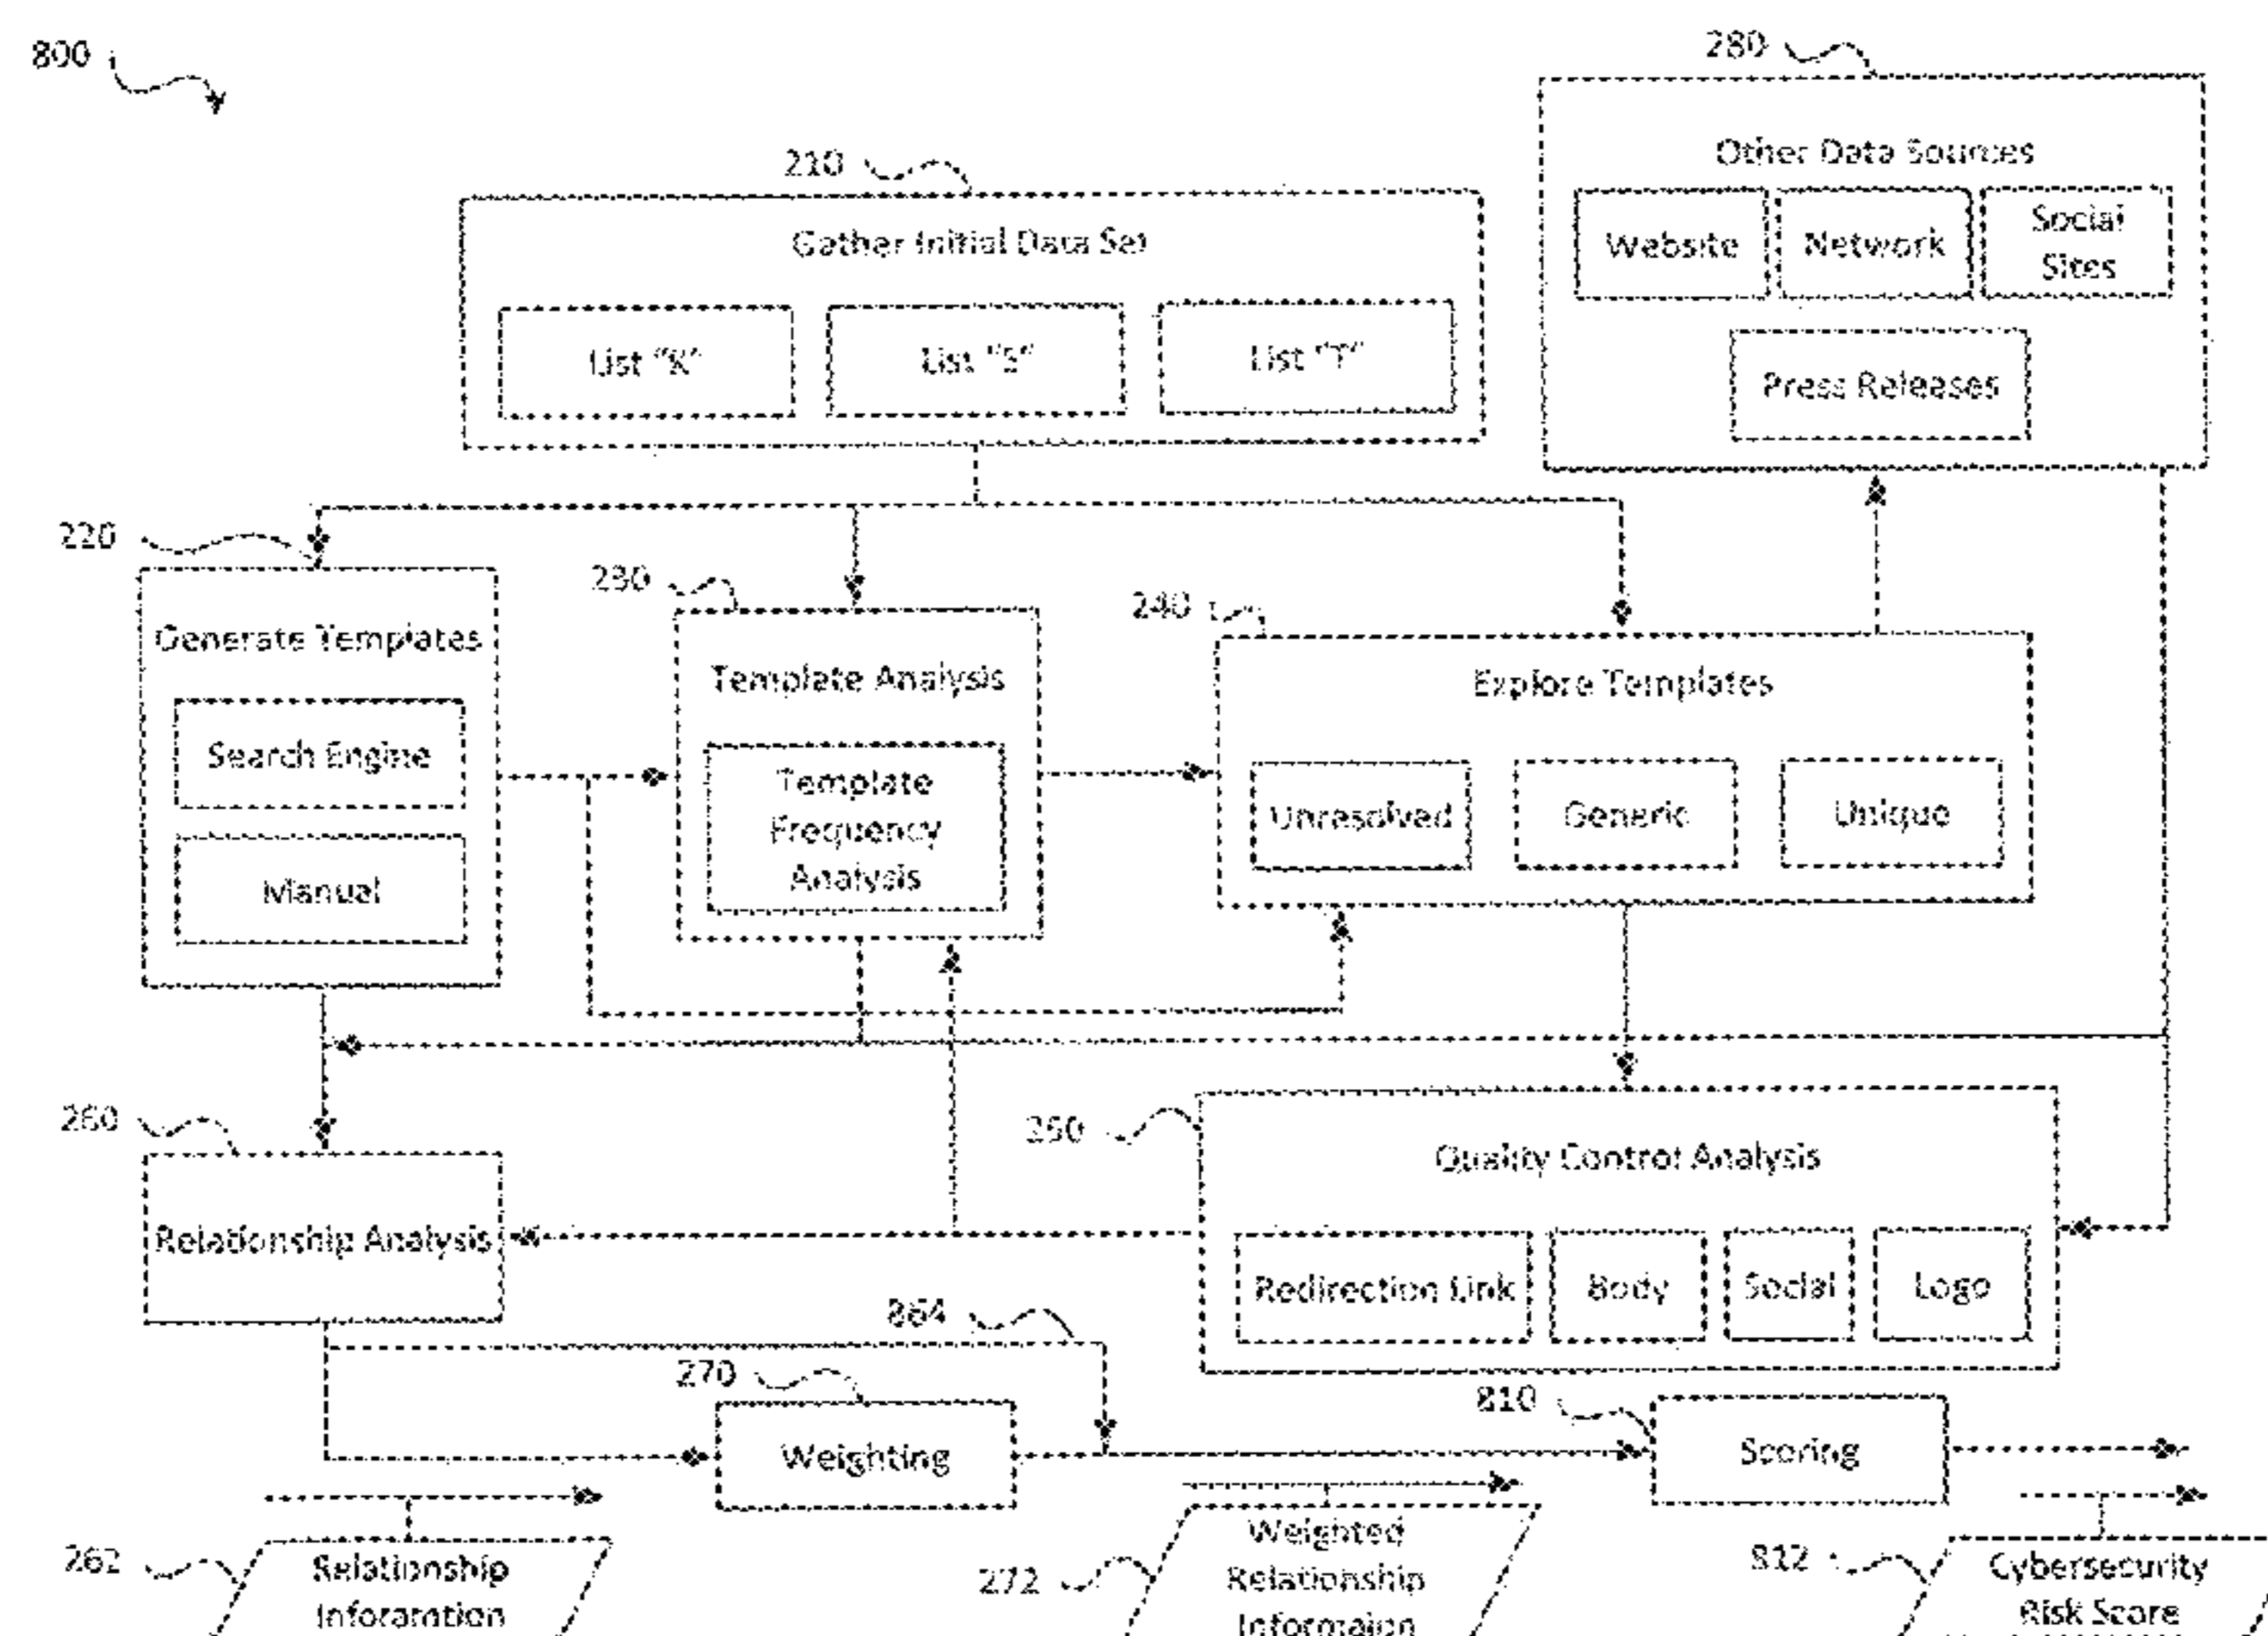 800
280
Other Data Sources
Website
Network
Social
Sites
Press Releases
210
Gather Initial Data Set
List "R"
List "S"
List "T"
220
Generate Templates
Search Engine
Manual
230
Template Analysis
Template
Frequency
Analysis
240
Explore Templates
Unresolved
Generic
Unique
260
Relationship Analysis
250
Quality Control Analysis
Redirection Link
Body
Social
Logo
864
270
Weighting
810
Scoring
262
Relationship
Inforamtion
272
Weighted
Relationship
Informaion
812
Cybersecurity
Risk Score